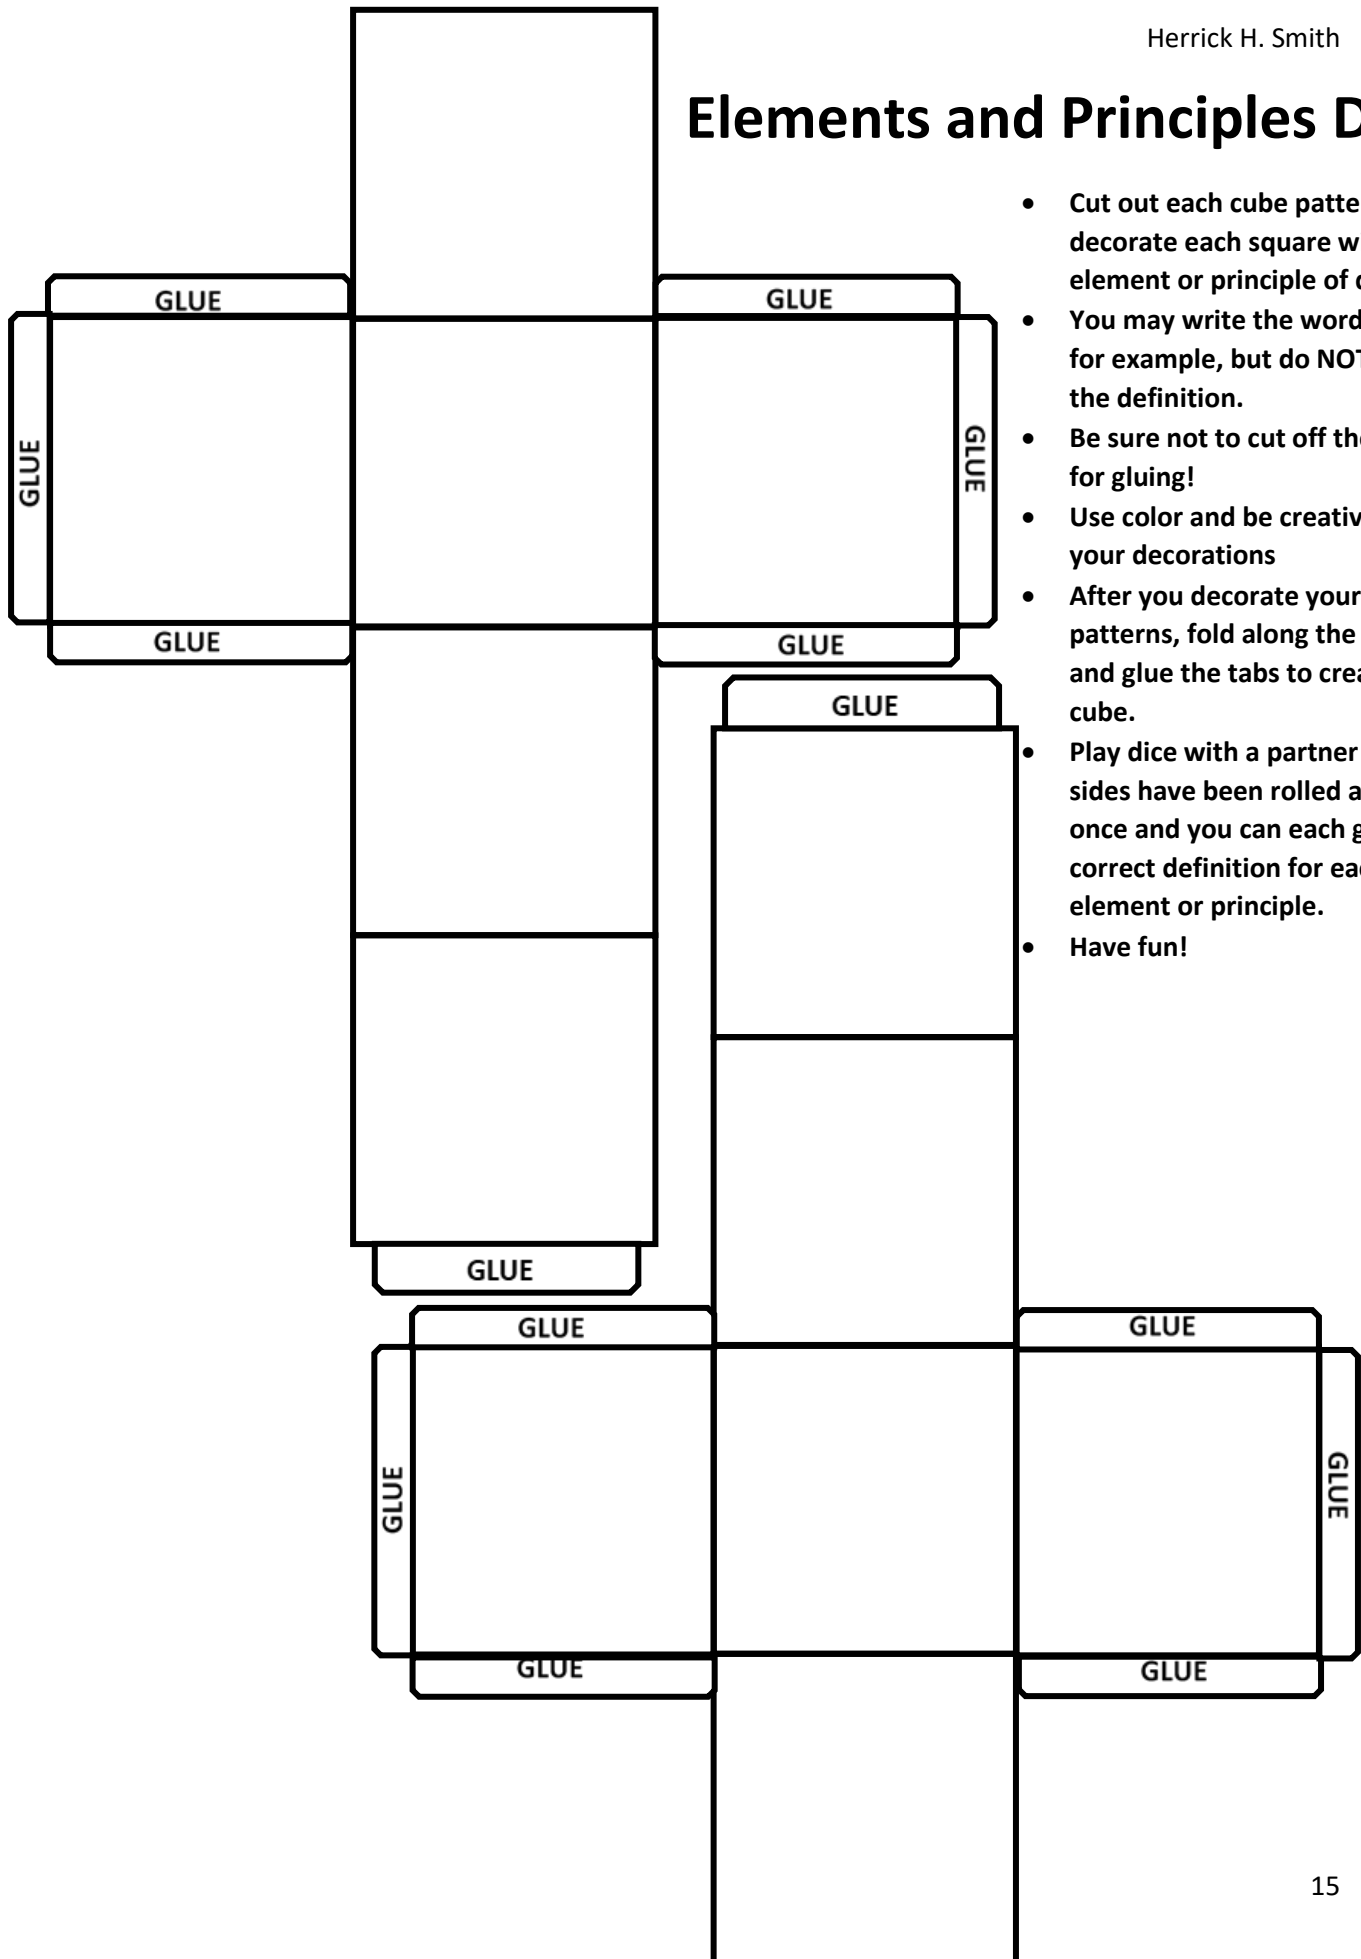 Herrick H. Smith
Elements and Principles D
• Cut out each cube patte
decorate each square w
element or principle of
• You may write the word
for example, but do NOT
the definition.
• Be sure not to cut off the
for gluing!
• Use color and be creativ
your decorations
• After you decorate your
patterns, fold along the
and glue the tabs to crea
cube.
• Play dice with a partner
sides have been rolled a
once and you can each g
correct definition for ea
element or principle.
• Have fun!
GLUE
GLUE
GLUE
GLUE
GLUE
GLUE
GLUE
GLUE
GLUE
GLUE
GLUE
GLUE
GLUE
GLUE
15